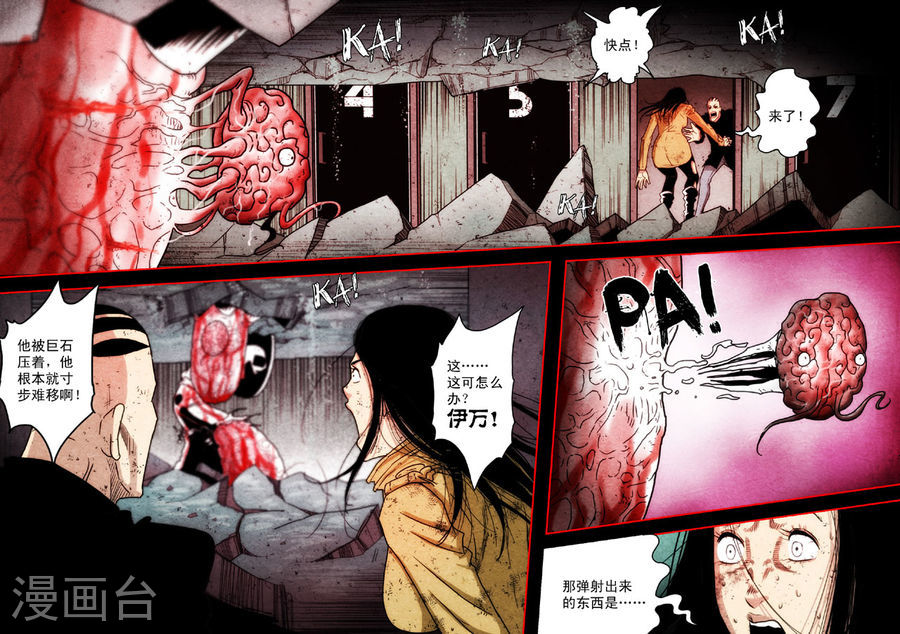 KA!
KA!
快点！
KA!
来了！
4
5
7
KA!
KA!
KA!
他被巨石
压着，他
根本就寸
步难移啊！
这……
这可怎么
办？
伊万！
PA!
那弹射出来
的东西是……
漫画台